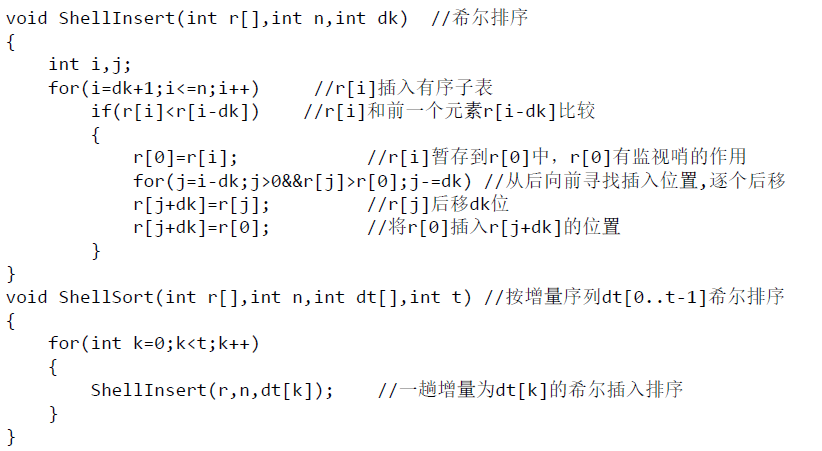 void ShellInsert(int r[],int n,int dk)  //希尔排序
{
    int i,j;
    for(i=dk+1;i<=n;i++)     //r[i]插入有序子表
        if(r[i]<r[i-dk])    //r[i]和前一个元素r[i-dk]比较
        {
            r[0]=r[i];            //r[i]暂存到r[0]中，r[0]有监视哨的作用
            for(j=i-dk;j>0&&r[j]>r[0];j-=dk) //从后向前寻找插入位置,逐个后移
            r[j+dk]=r[j];         //r[j]后移dk位
            r[j+dk]=r[0];         //将r[0]插入r[j+dk]的位置
        }
}
void ShellSort(int r[],int n,int dt[],int t) //按增量序列dt[0..t-1]希尔排序
{
    for(int k=0;k<t;k++)
    {
        ShellInsert(r,n,dt[k]);    //一趟增量为dt[k]的希尔插入排序
    }
}